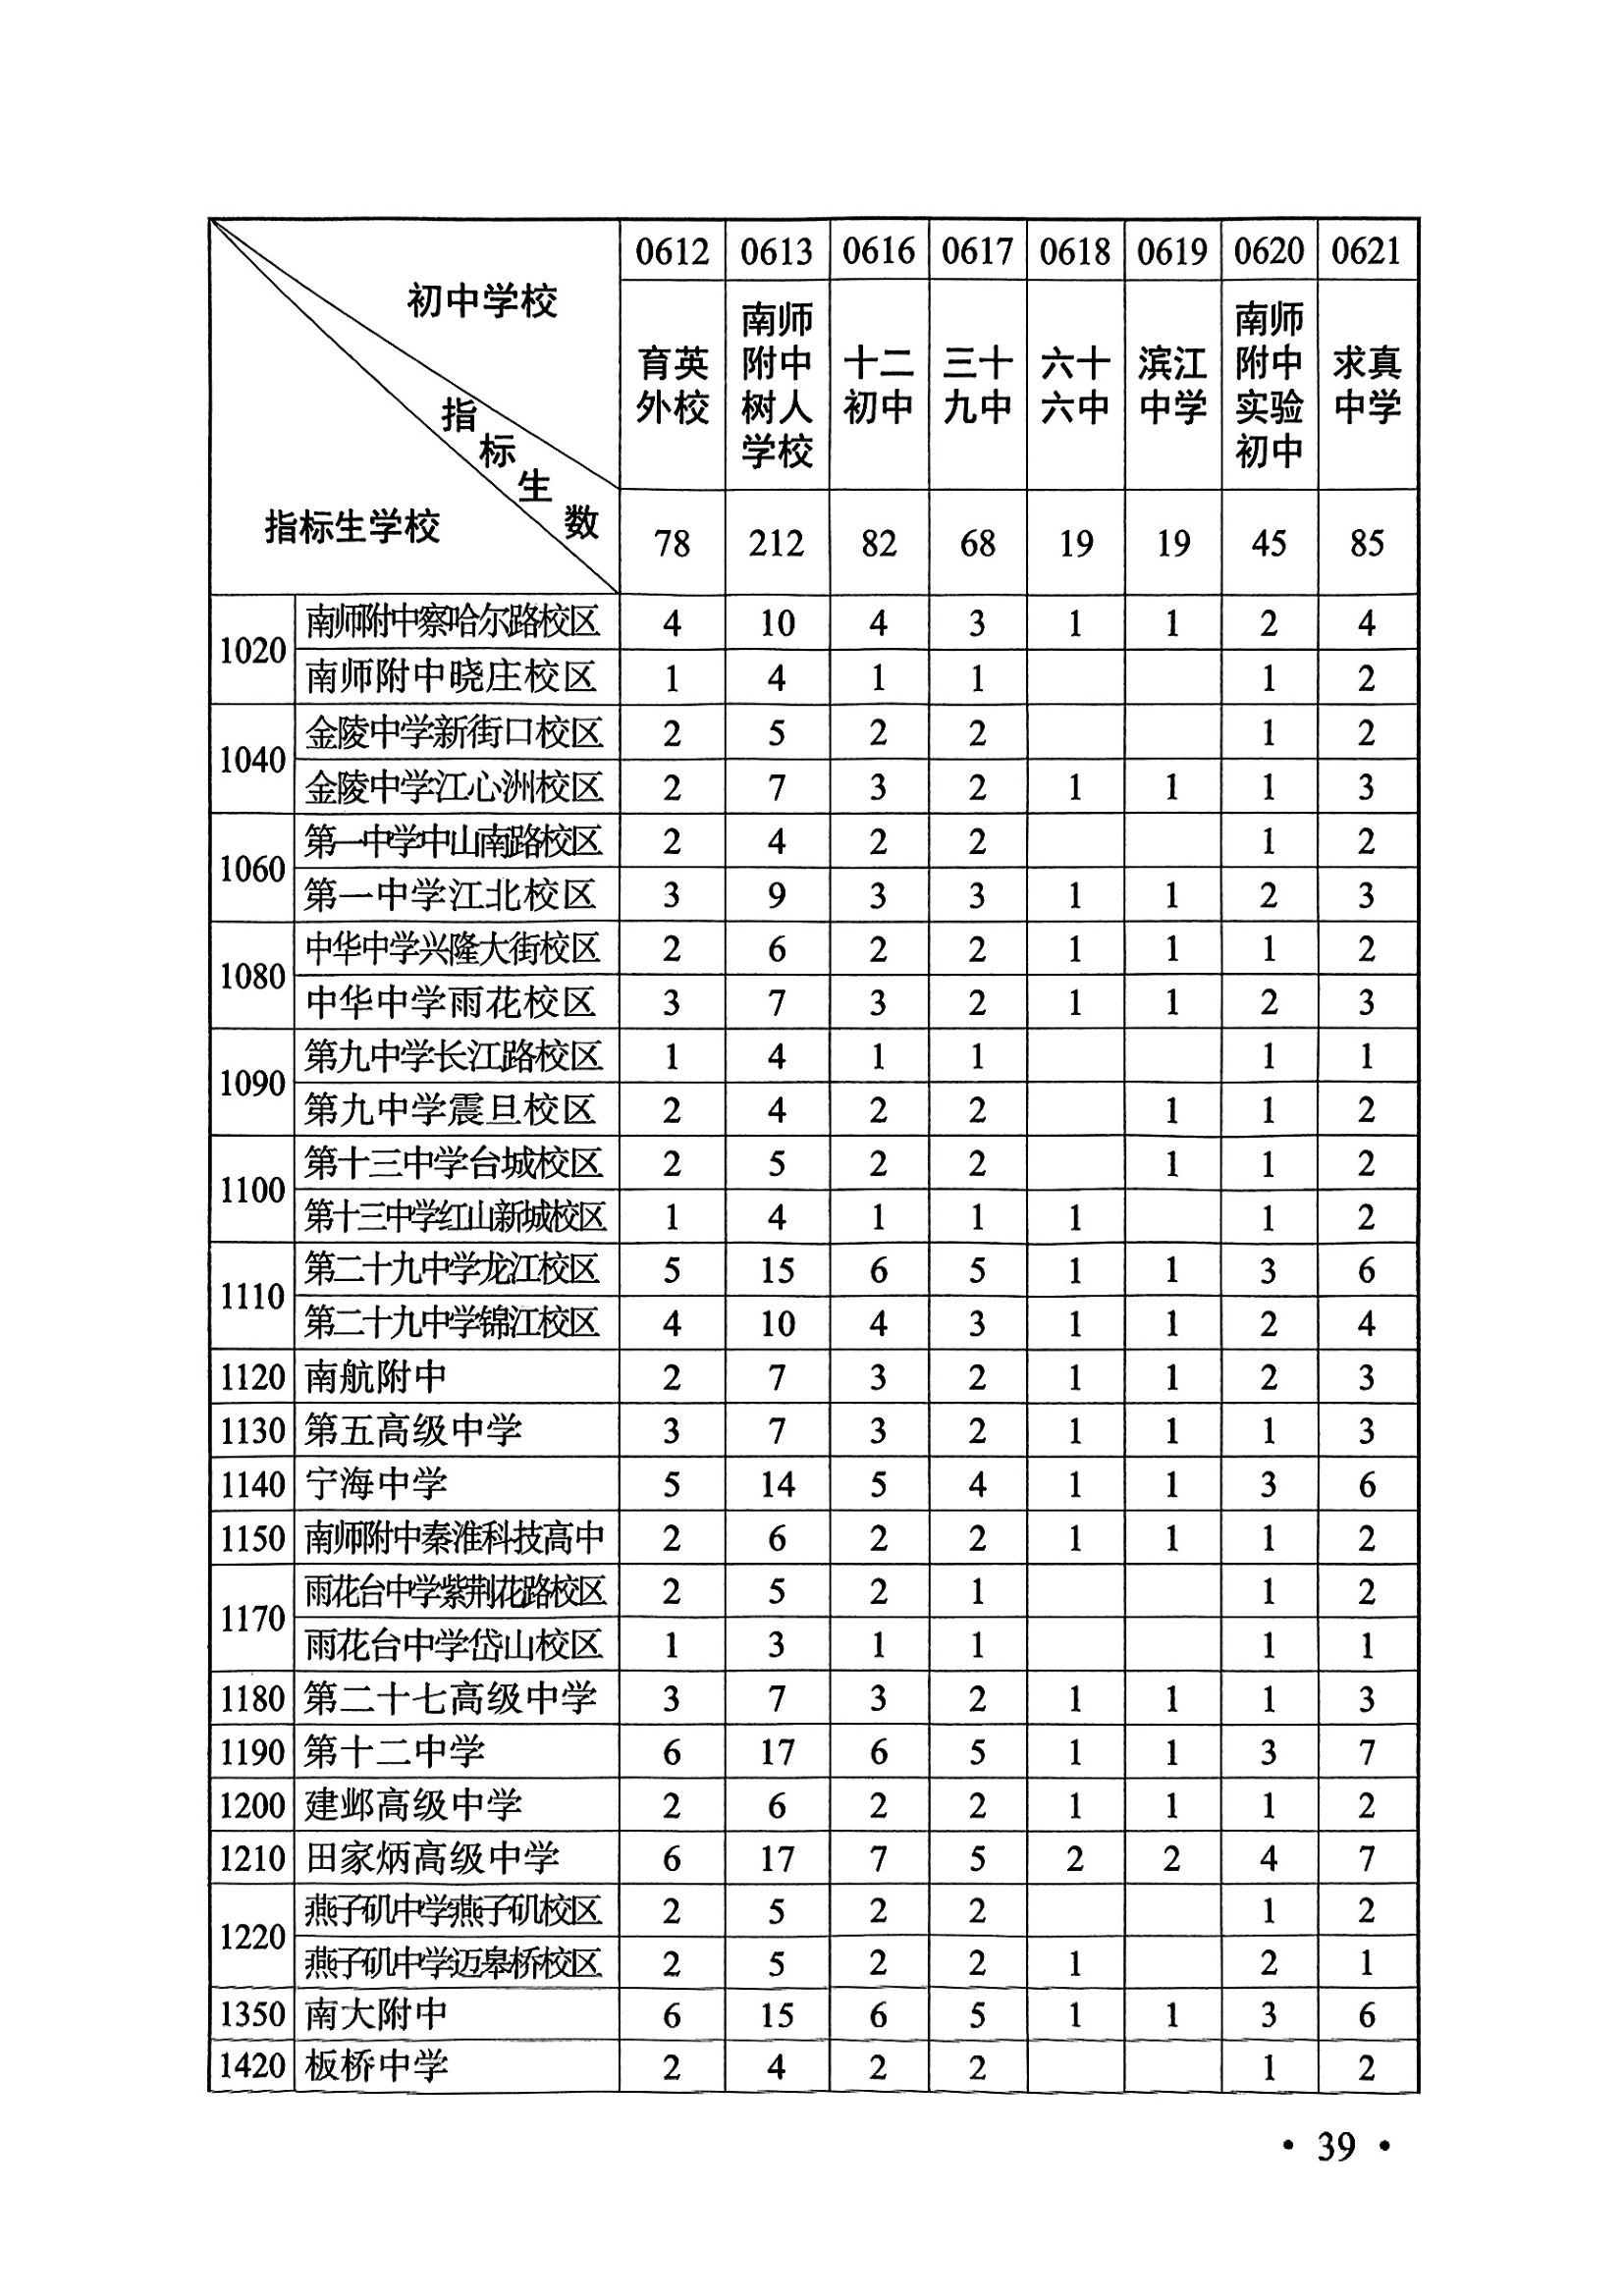 初中学校
指标生数
指标生学校
0612 0613 0616 0617 0618 0619 0620 0621
育英外校 南师附中树人学校 十二初中 三十九中 六十六中 滨江中学 南师附中实验初中 求真中学
78 212 82 68 19 19 45 85
1020 南师附中察哈尔路校区 4 10 4 3 1 1 2 4
南师附中晓庄校区 1 4 1 1 1 2
1040 金陵中学新街口校区 2 5 2 2 1 2
金陵中学江心洲校区 2 7 3 2 1 1 1 3
1060 第一中学中山南路校区 2 4 2 2 1 2
第一中学江北校区 3 9 3 3 1 1 2 3
1080 中华中学兴隆大街校区 2 6 2 2 1 1 1 2
中华中学雨花校区 3 7 3 2 1 1 2 3
1090 第九中学长江路校区 1 4 1 1 1 1
第九中学震旦校区 2 4 2 2 1 1 2
1100 第十三中学台城校区 2 5 2 2 1 1 2
第十三中学红山新城校区 1 4 1 1 1 1 2
1110 第二十九中学龙江校区 5 15 6 5 1 1 3 6
第二十九中学锦江校区 4 10 4 3 1 1 2 4
1120 南航附中 2 7 3 2 1 1 2 3
1130 第五高级中学 3 7 3 2 1 1 1 3
1140 宁海中学 5 14 5 4 1 1 3 6
1150 南师附中秦淮科技高中 2 6 2 2 1 1 1 2
1170 雨花台中学紫荆花路校区 2 5 2 1 1 2
雨花台中学岱山校区 1 3 1 1 1 1
1180 第二十七高级中学 3 7 3 2 1 1 1 3
1190 第十二中学 6 17 6 5 1 1 3 7
1200 建邺高级中学 2 6 2 2 1 1 1 2
1210 田家炳高级中学 6 17 7 5 2 2 4 7
1220 燕子矶中学燕子矶校区 2 5 2 2 1 2
燕子矶中学迈皋桥校区 2 5 2 2 1 2 1
1350 南大附中 6 15 6 5 1 1 3 6
1420 板桥中学 2 4 2 2 1 2
· 39 ·